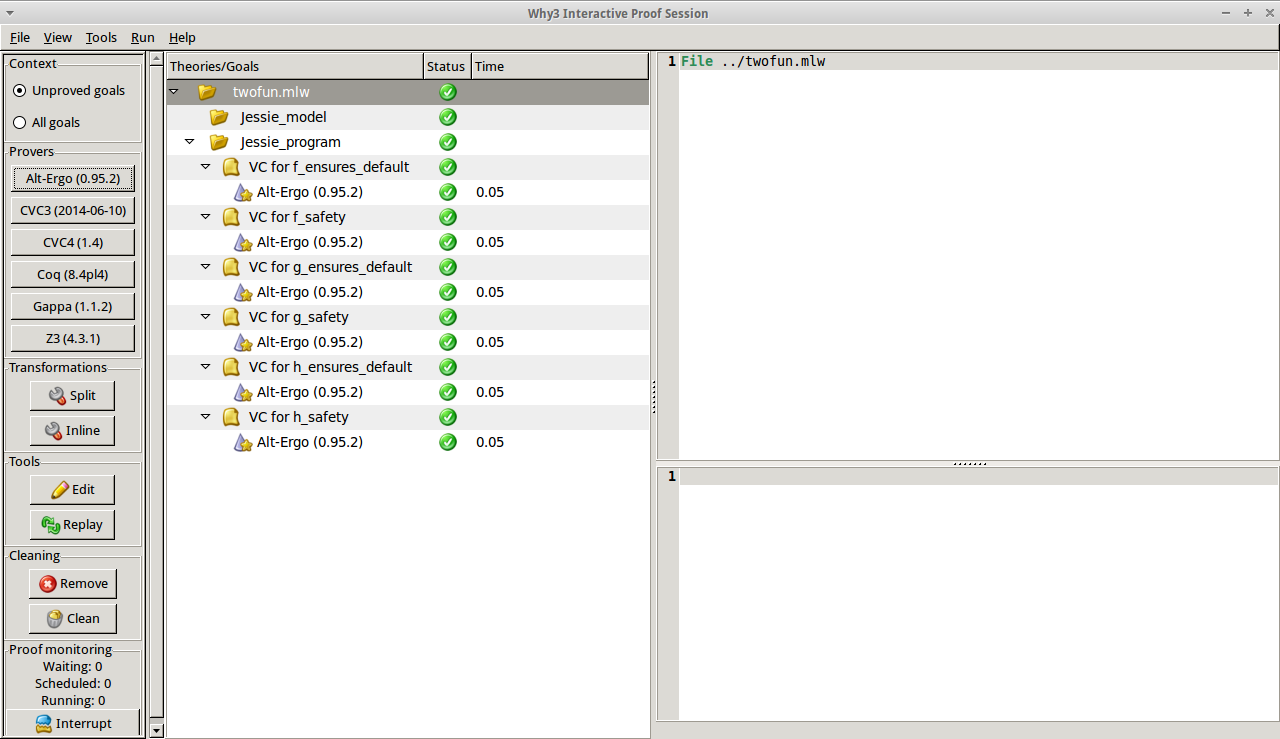 Why3 Interactive Proof Session
File View Tools Run Help
Context
Unproved goals
All goals
Provers
Alt-Ergo (0.95.2)
CVC3 (2014-06-10)
CVC4 (1.4)
Coq (8.4pl4)
Gappa (1.1.2)
Z3 (4.3.1)
Transformations
Split
Inline
Tools
Edit
Replay
Cleaning
Remove
Clean
Proof monitoring
Waiting: 0
Scheduled: 0
Running: 0
Interrupt
Theories/Goals Status Time
twofun.mlw
Jessie_model
Jessie_program
VC for f_ensures_default
Alt-Ergo (0.95.2) 0.05
VC for f_safety
Alt-Ergo (0.95.2) 0.05
VC for g_ensures_default
Alt-Ergo (0.95.2) 0.05
VC for g_safety
Alt-Ergo (0.95.2) 0.05
VC for h_ensures_default
Alt-Ergo (0.95.2) 0.05
VC for h_safety
Alt-Ergo (0.95.2) 0.05
1 File ../twofun.mlw
1